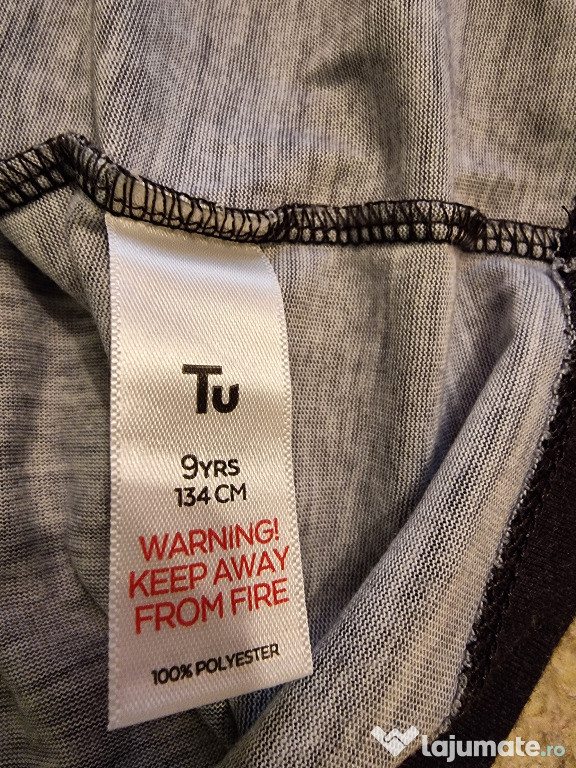 Tu
9YRS
134 CM
WARNING!
KEEP AWAY
FROM FIRE
100% POLYESTER
lajumate.ro